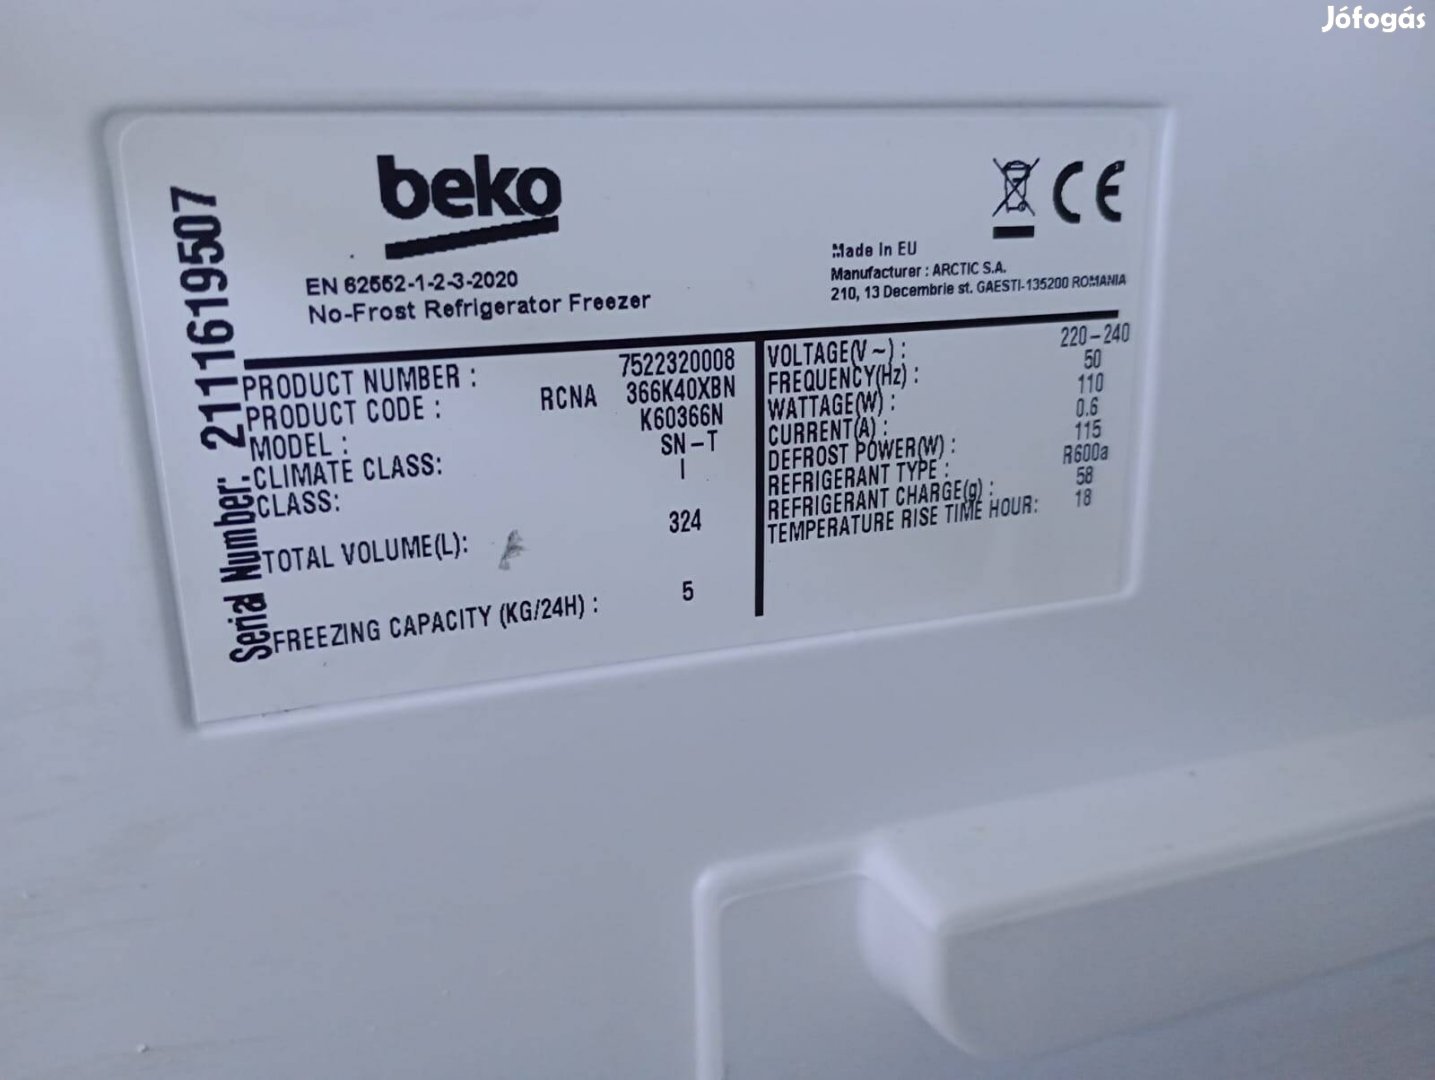 Jófogás
beko
CE
EN 62552-1-2-3-2020
No-Frost Refrigerator Freezer
Made In EU
Manufacturer : ARCTIC S.A.
210, 13 Decembrie st. GAESTI-135200 ROMANIA
Serial Number. 2111619507
PRODUCT NUMBER : 7522320008
PRODUCT CODE : RCNA 366K40XBN
MODEL : K60366N
CLIMATE CLASS: SN-T
CLASS: I
TOTAL VOLUME(L): 324
FREEZING CAPACITY (KG/24H) : 5
VOLTAGE(V ~) : 220-240
FREQUENCY(Hz) : 50
WATTAGE(W) : 110
CURRENT(A) : 0.6
DEFROST POWER(W) : 115
REFRIGERANT TYPE : R600a
REFRIGERANT CHARGE(g) : 58
TEMPERATURE RISE TIME HOUR: 18